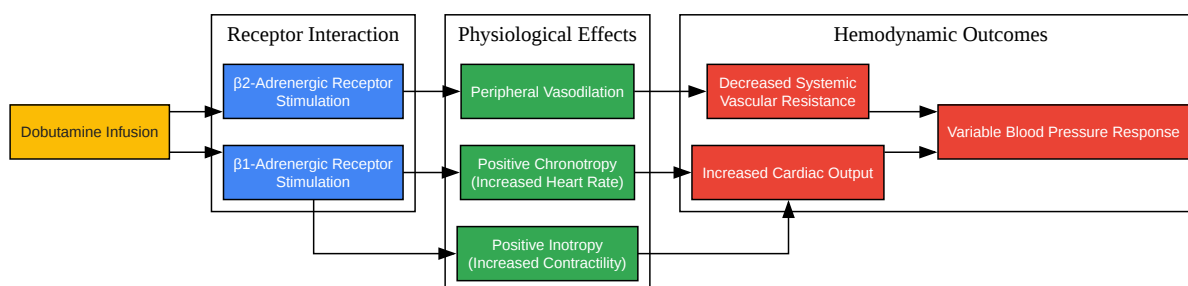 Receptor Interaction
Physiological Effects
Hemodynamic Outcomes
Dobutamine Infusion
β2-Adrenergic Receptor
Stimulation
Peripheral Vasodilation
Decreased Systemic
Vascular Resistance
Variable Blood Pressure Response
β1-Adrenergic Receptor
Stimulation
Positive Chronotropy
(Increased Heart Rate)
Increased Cardiac Output
Positive Inotropy
(Increased Contractility)